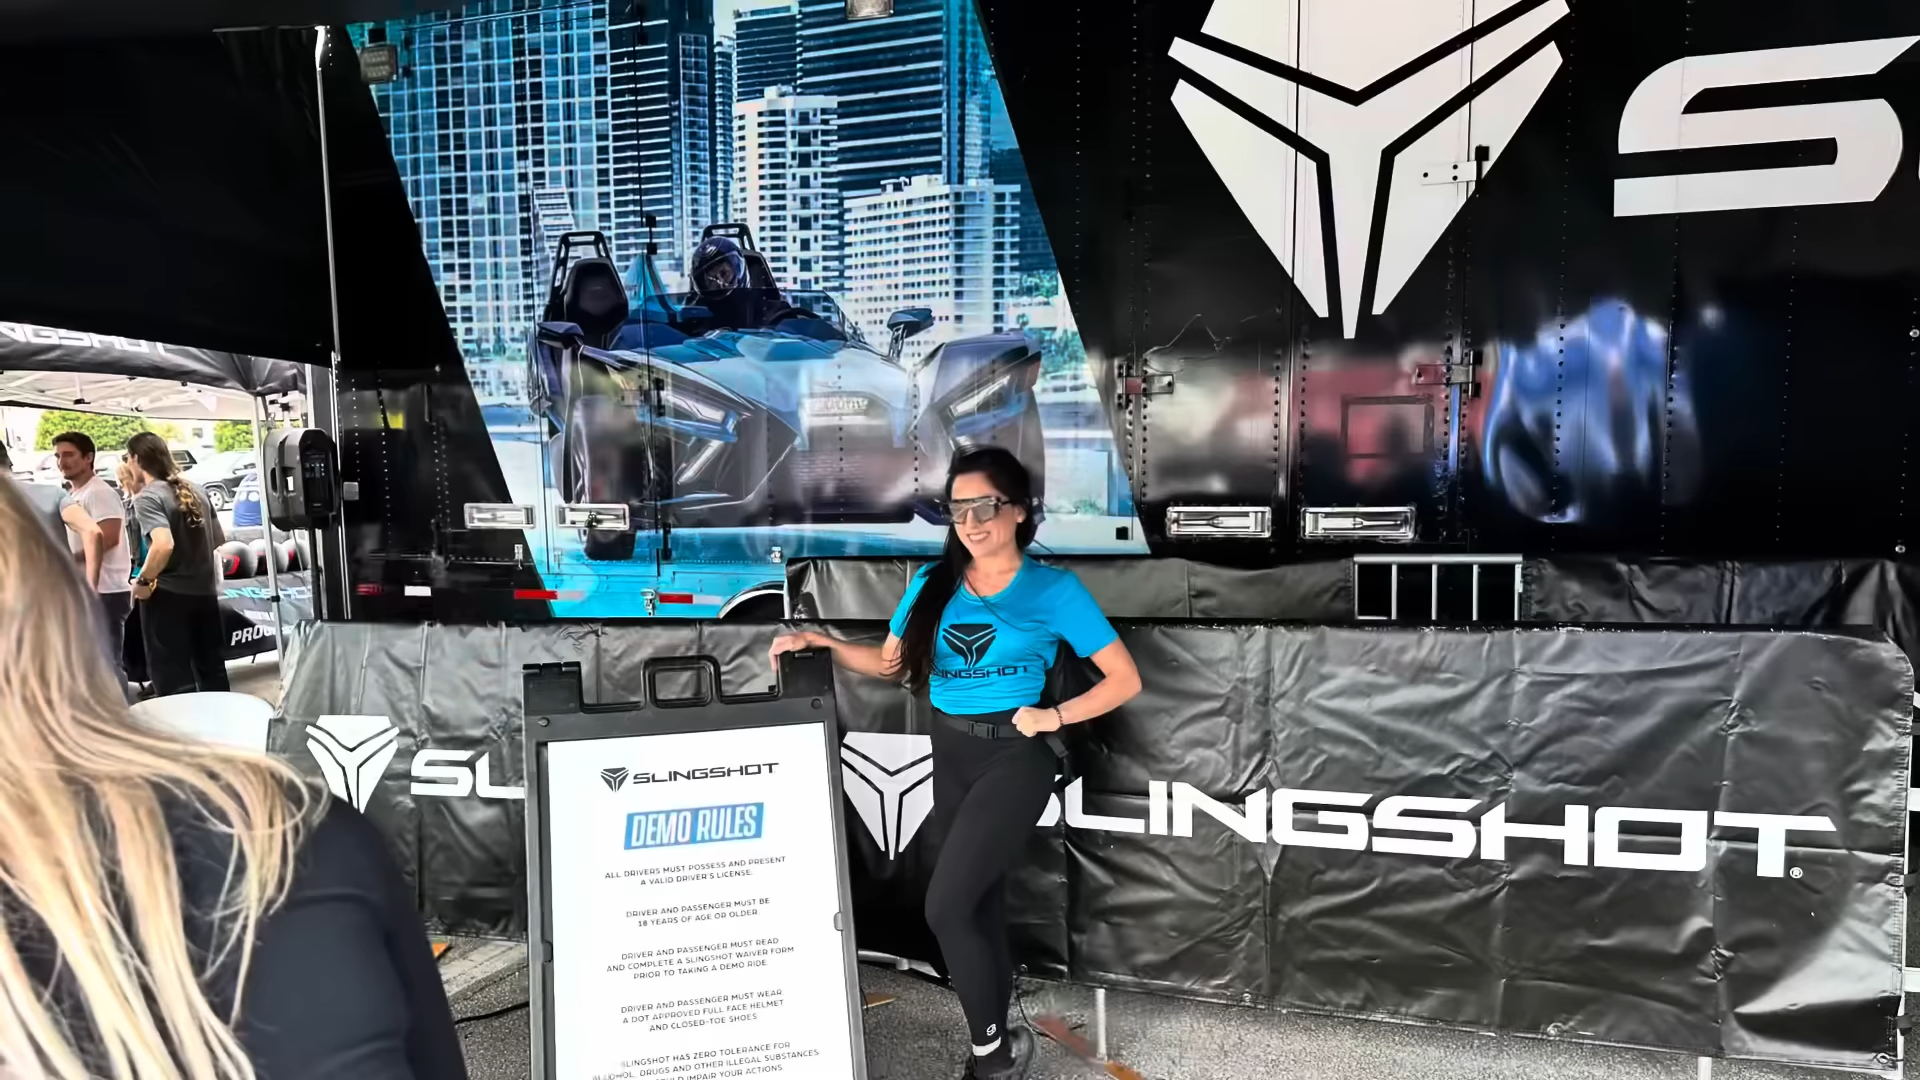 SLINGSHOT
SLINGSHOT
DEMO RULES
ALL DRIVERS MUST POSSESS AND PRESENT
A VALID DRIVER'S LICENSE.
DRIVER AND PASSENGER MUST BE
18 YEARS OF AGE OR OLDER
DRIVER AND PASSENGER MUST READ
AND COMPLETE A SLINGSHOT WAIVER FORM
PRIOR TO TAKING A DEMO RIDE.
DRIVER AND PASSENGER MUST WEAR
A DOT APPROVED FULL FACE HELMET
AND CLOSED-TOE SHOES
SLINGSHOT HAS ZERO TOLERANCE FOR
ALCOHOL, DRUGS AND OTHER ILLEGAL SUBSTANCES
IMPAIR YOUR ACTIONS
SLINGSHOT®